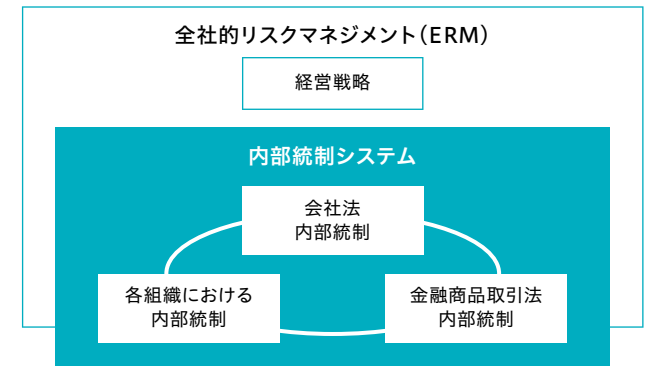 全社的リスクマネジメント（ERM）
経営戦略
内部統制システム
会社法
内部統制
各組織における
内部統制
金融商品取引法
内部統制